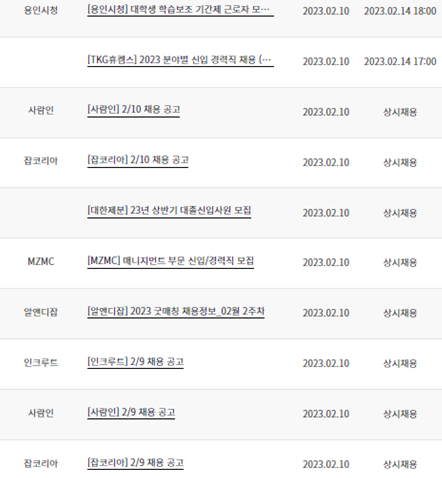 용인시청 [용인시청] 대학생 학습보조 기간제 근로자 모… 2023.02.10 2023.02.14 18:00
[TKG휴켐스] 2023 분야별 신입 경력직 채용 (… 2023.02.10 2023.02.14 17:00
사람인 [사람인] 2/10 채용 공고 2023.02.10 상시채용
잡코리아 [잡코리아] 2/10 채용 공고 2023.02.10 상시채용
[대한제분] 23년 상반기 대졸신입사원 모집 2023.02.10 상시채용
MZMC [MZMC] 매니지먼트 부문 신입/경력직 모집 2023.02.10 상시채용
알앤디잡 [알앤디잡] 2023 굿매칭 채용정보_02월 2주차 2023.02.10 상시채용
인크루트 [인크루트] 2/9 채용 공고 2023.02.10 상시채용
사람인 [사람인] 2/9 채용 공고 2023.02.10 상시채용
잡코리아 [잡코리아] 2/9 채용 공고 2023.02.10 상시채용